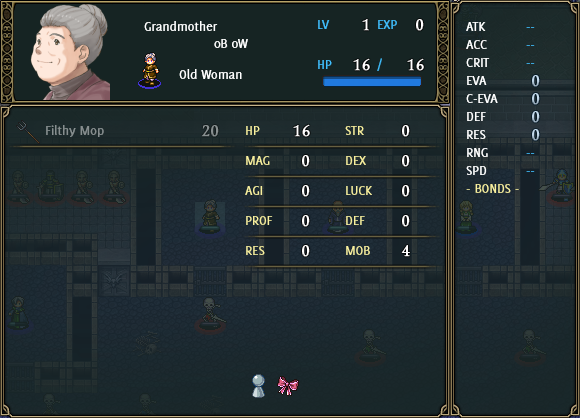 Grandmother LV 1 EXP 0
oB oW
Old Woman HP 16 / 16
Filthy Mop 20
HP 16 STR 0
MAG 0 DEX 0
AGI 0 LUCK 0
PROF 0 DEF 0
RES 0 MOB 4
ATK --
ACC --
CRIT --
EVA 0
C-EVA 0
DEF 0
RES 0
RNG --
SPD --
- BONDS -